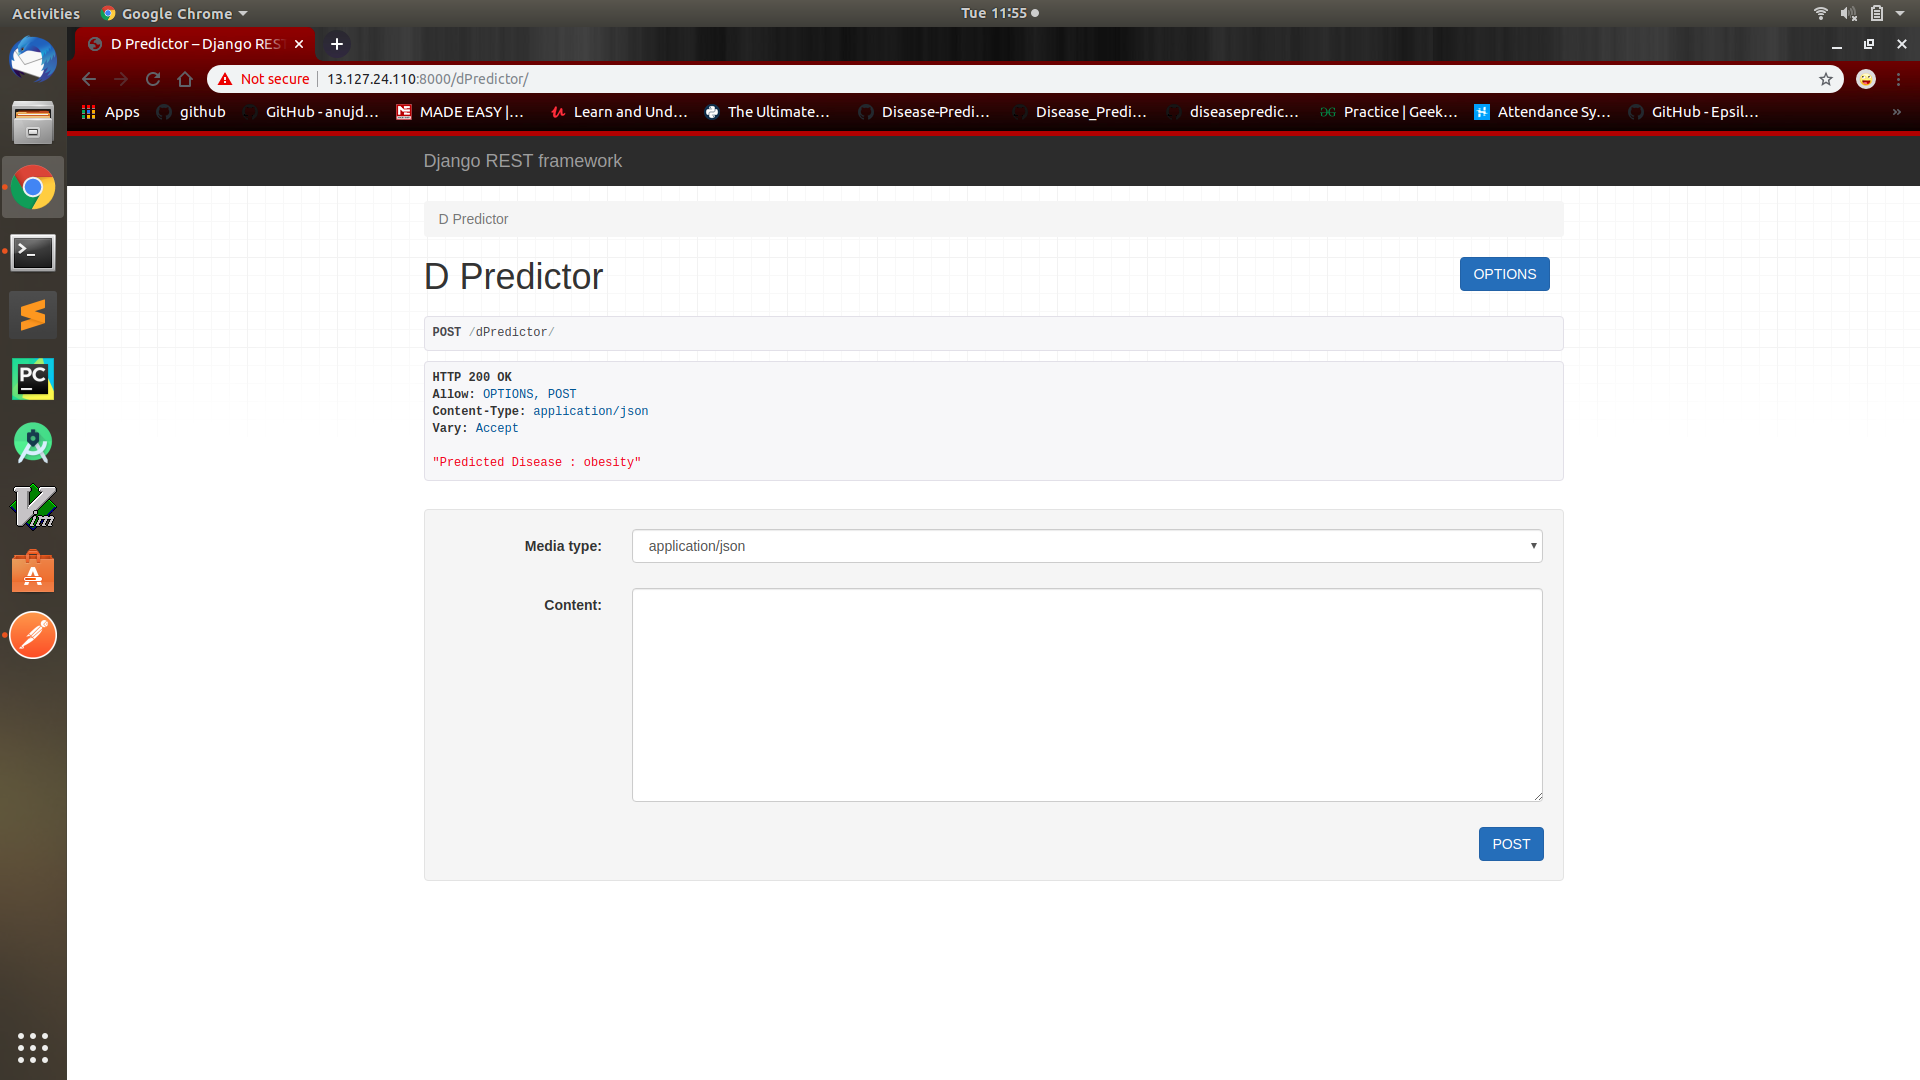 Activities Google Chrome Tue 11:55
D Predictor – Django RES
Not secure 13.127.24.110:8000/dPredictor/
Apps github GitHub - anujd… MADE EASY |… Learn and Und… The Ultimate… Disease-Predi… Disease_Predi… diseasepredic… Practice | Geek… Attendance Sy… GitHub - Epsil… »
Django REST framework
D Predictor
D Predictor
OPTIONS
POST /dPredictor/
HTTP 200 OK
Allow: OPTIONS, POST
Content-Type: application/json
Vary: Accept
"Predicted Disease : obesity"
Media type: application/json
Content:
POST
PC
Vim
A